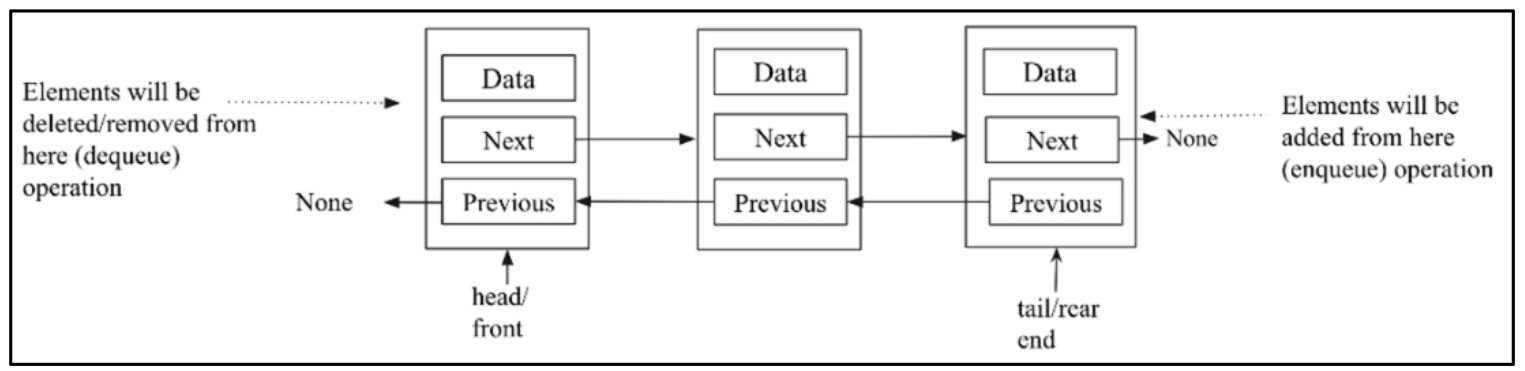 Elements will be
deleted/removed from
here (dequeue)
operation
None
Data
Next
Previous
head/
front
Data
Next
Previous
Data
Next
Previous
None
tail/rear
end
Elements will be
added from here
(enqueue) operation